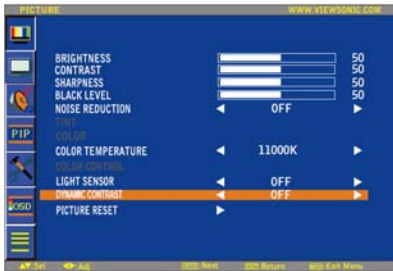 PICTURE WWW.VIEWSONIC.COM
BRIGHTNESS 50
CONTRAST 50
SHARPNESS 50
BLACK LEVEL 50
NOISE REDUCTION OFF
TINT
COLOR
COLOR TEMPERATURE 11000K
COLOR CONTROL
LIGHT SENSOR OFF
DYNAMIC CONTRAST OFF
PICTURE RESET
PIP
OSD
Sel Adj Next Return Exit Menu